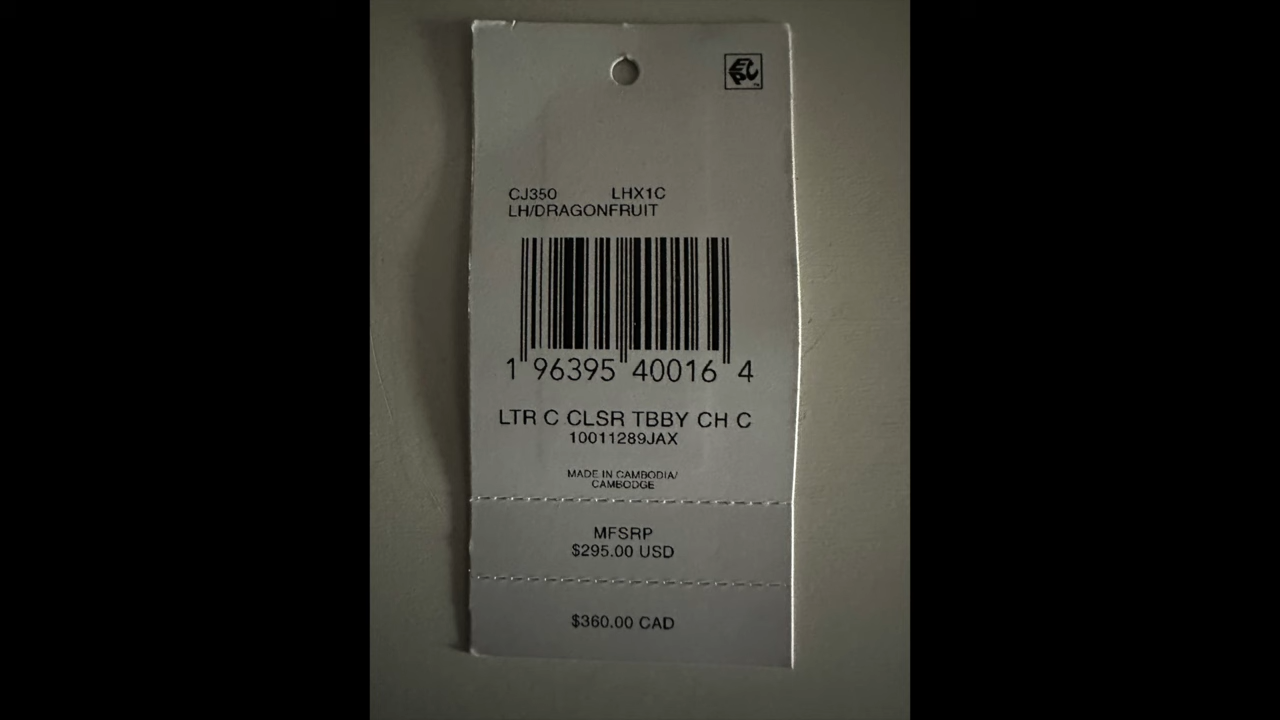 EPC
CJ350 LHX1C
LH/DRAGONFRUIT
1 96395 40016 4
LTR C CLSR TBBY CH C
10011289JAX
MADE IN CAMBODIA/
CAMBODGE
MFSRP
$295.00 USD
$360.00 CAD